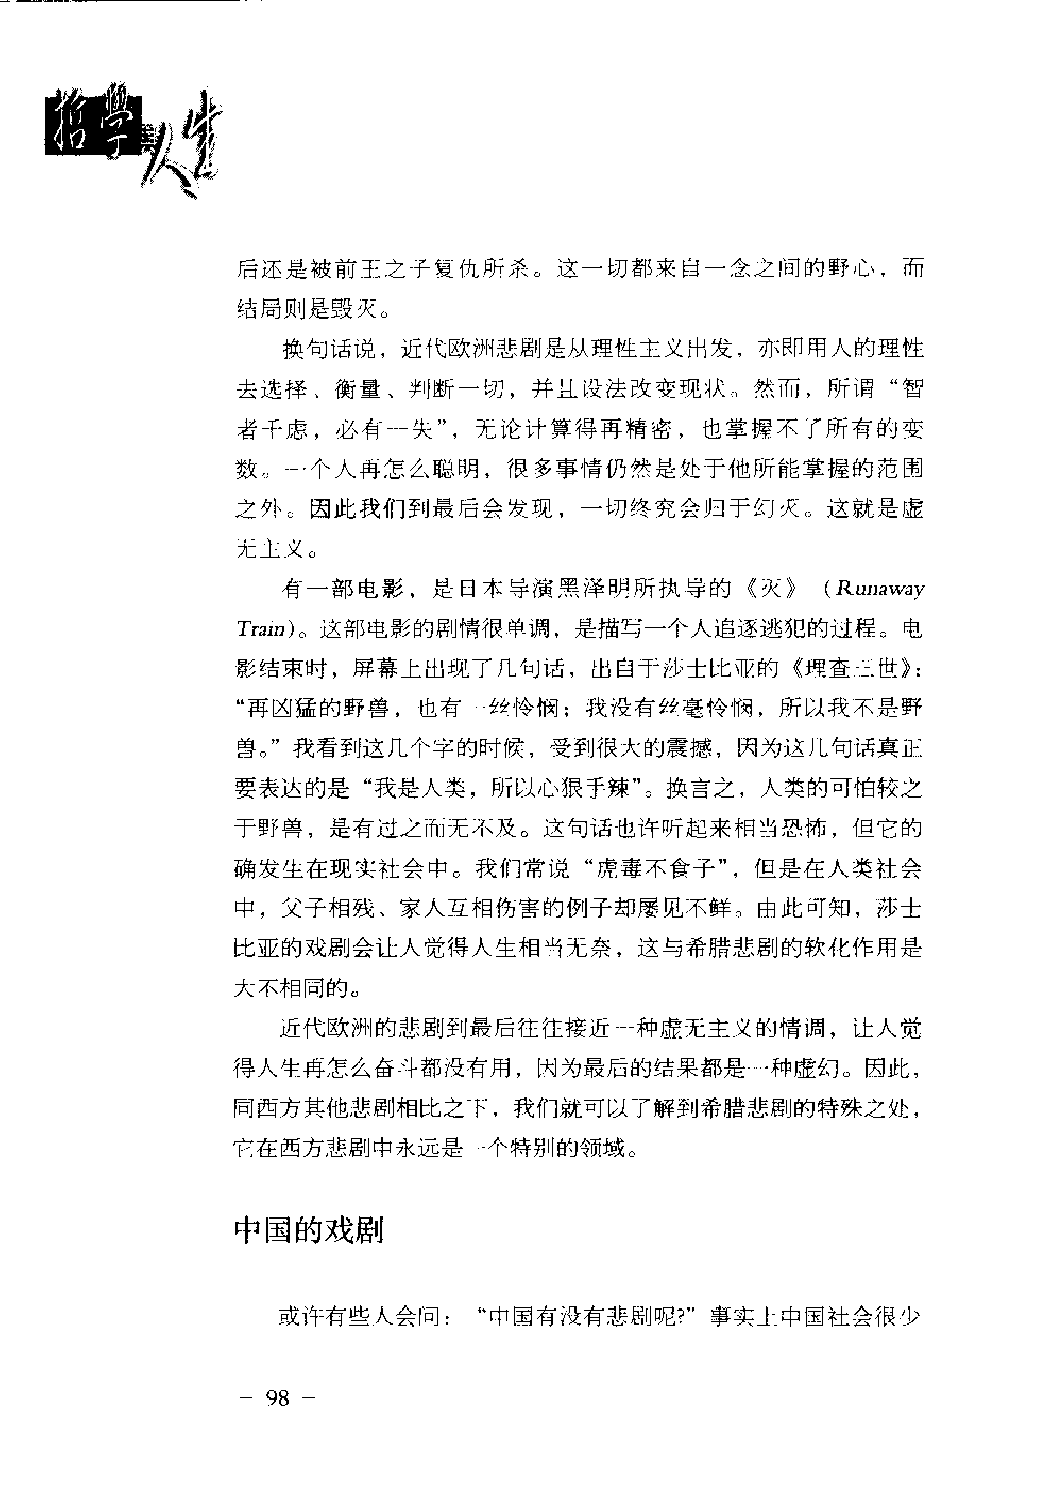 哲學與人生
后还是被前王之子复仇所杀。这一切都来自一念之间的野心，而
结局则是毁灭。
换句话说，近代欧洲悲剧是从理性主义出发，亦即用人的理性
去选择、衡量、判断一切，并且设法改变现状。然而，所谓“智
者千虑，必有一失”，无论计算得再精密，也掌握不了所有的变
数。一个人再怎么聪明，很多事情仍然是处于他所能掌握的范围
之外。因此我们到最后会发现，一切终究会归于幻灭。这就是虚
无主义。
有一部电影，是日本导演黑泽明所执导的《灭》（Runaway
Train）。这部电影的剧情很单调，是描写一个人追逐逃犯的过程。电
影结束时，屏幕上出现了几句话，出自于莎士比亚的《理查三世》：
“再凶猛的野兽，也有一丝怜悯；我没有丝毫怜悯，所以我不是野
兽。”我看到这几个字的时候，受到很大的震撼，因为这几句话真正
要表达的是“我是人类，所以心狠手辣”。换言之，人类的可怕较之
于野兽，是有过之而无不及。这句话也许听起来相当恐怖，但它的
确发生在现实社会中。我们常说“虎毒不食子”，但是在人类社会
中，父子相残、家人互相伤害的例子却屡见不鲜。由此可知，莎士
比亚的戏剧会让人觉得人生相当无奈，这与希腊悲剧的软化作用是
大不相同的。
近代欧洲的悲剧到最后往往接近一种虚无主义的情调，让人觉
得人生再怎么奋斗都没有用，因为最后的结果都是一种虚幻。因此，
同西方其他悲剧相比之下，我们就可以了解到希腊悲剧的特殊之处，
它在西方悲剧中永远是一个特别的领域。
中国的戏剧
或许有些人会问：“中国有没有悲剧呢?”事实上中国社会很少
－ 98 －